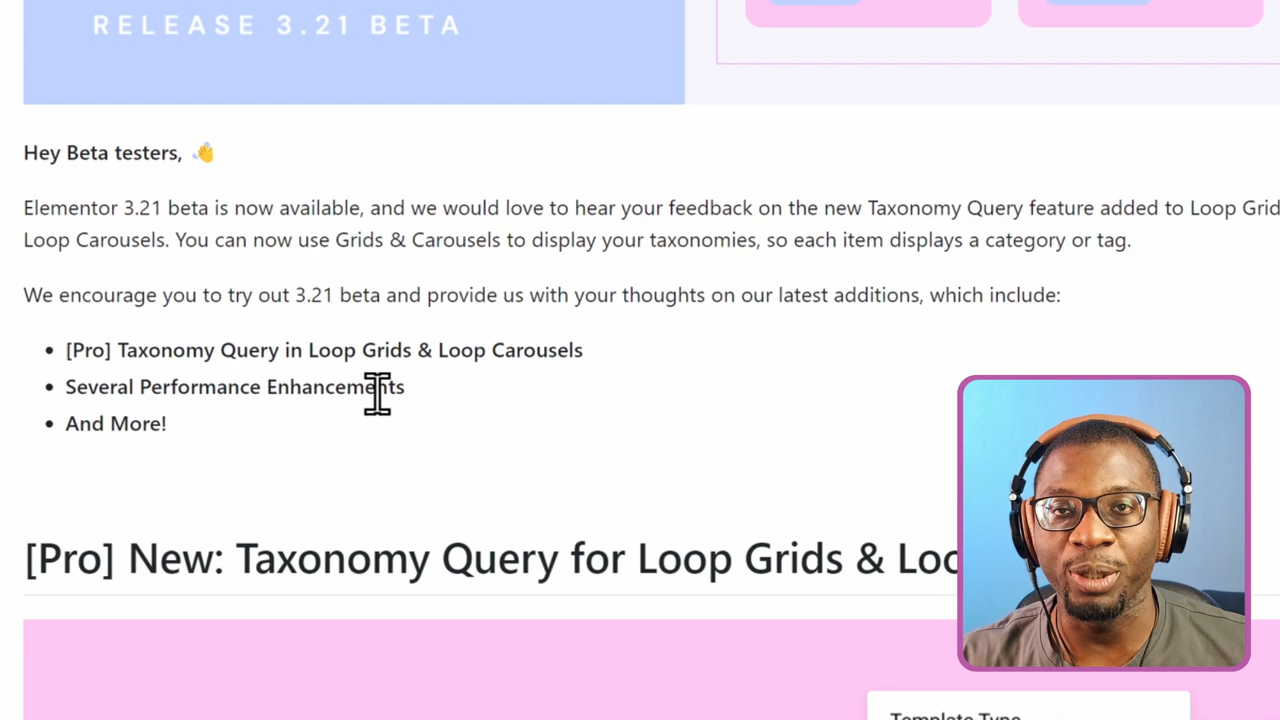 RELEASE 3.21 BETA
Hey Beta testers, 👋
Elementor 3.21 beta is now available, and we would love to hear your feedback on the new Taxonomy Query feature added to Loop Grid
Loop Carousels. You can now use Grids & Carousels to display your taxonomies, so each item displays a category or tag.
We encourage you to try out 3.21 beta and provide us with your thoughts on our latest additions, which include:
• [Pro] Taxonomy Query in Loop Grids & Loop Carousels
• Several Performance Enhancements
• And More!
[Pro] New: Taxonomy Query for Loop Grids & Loo
Template Type